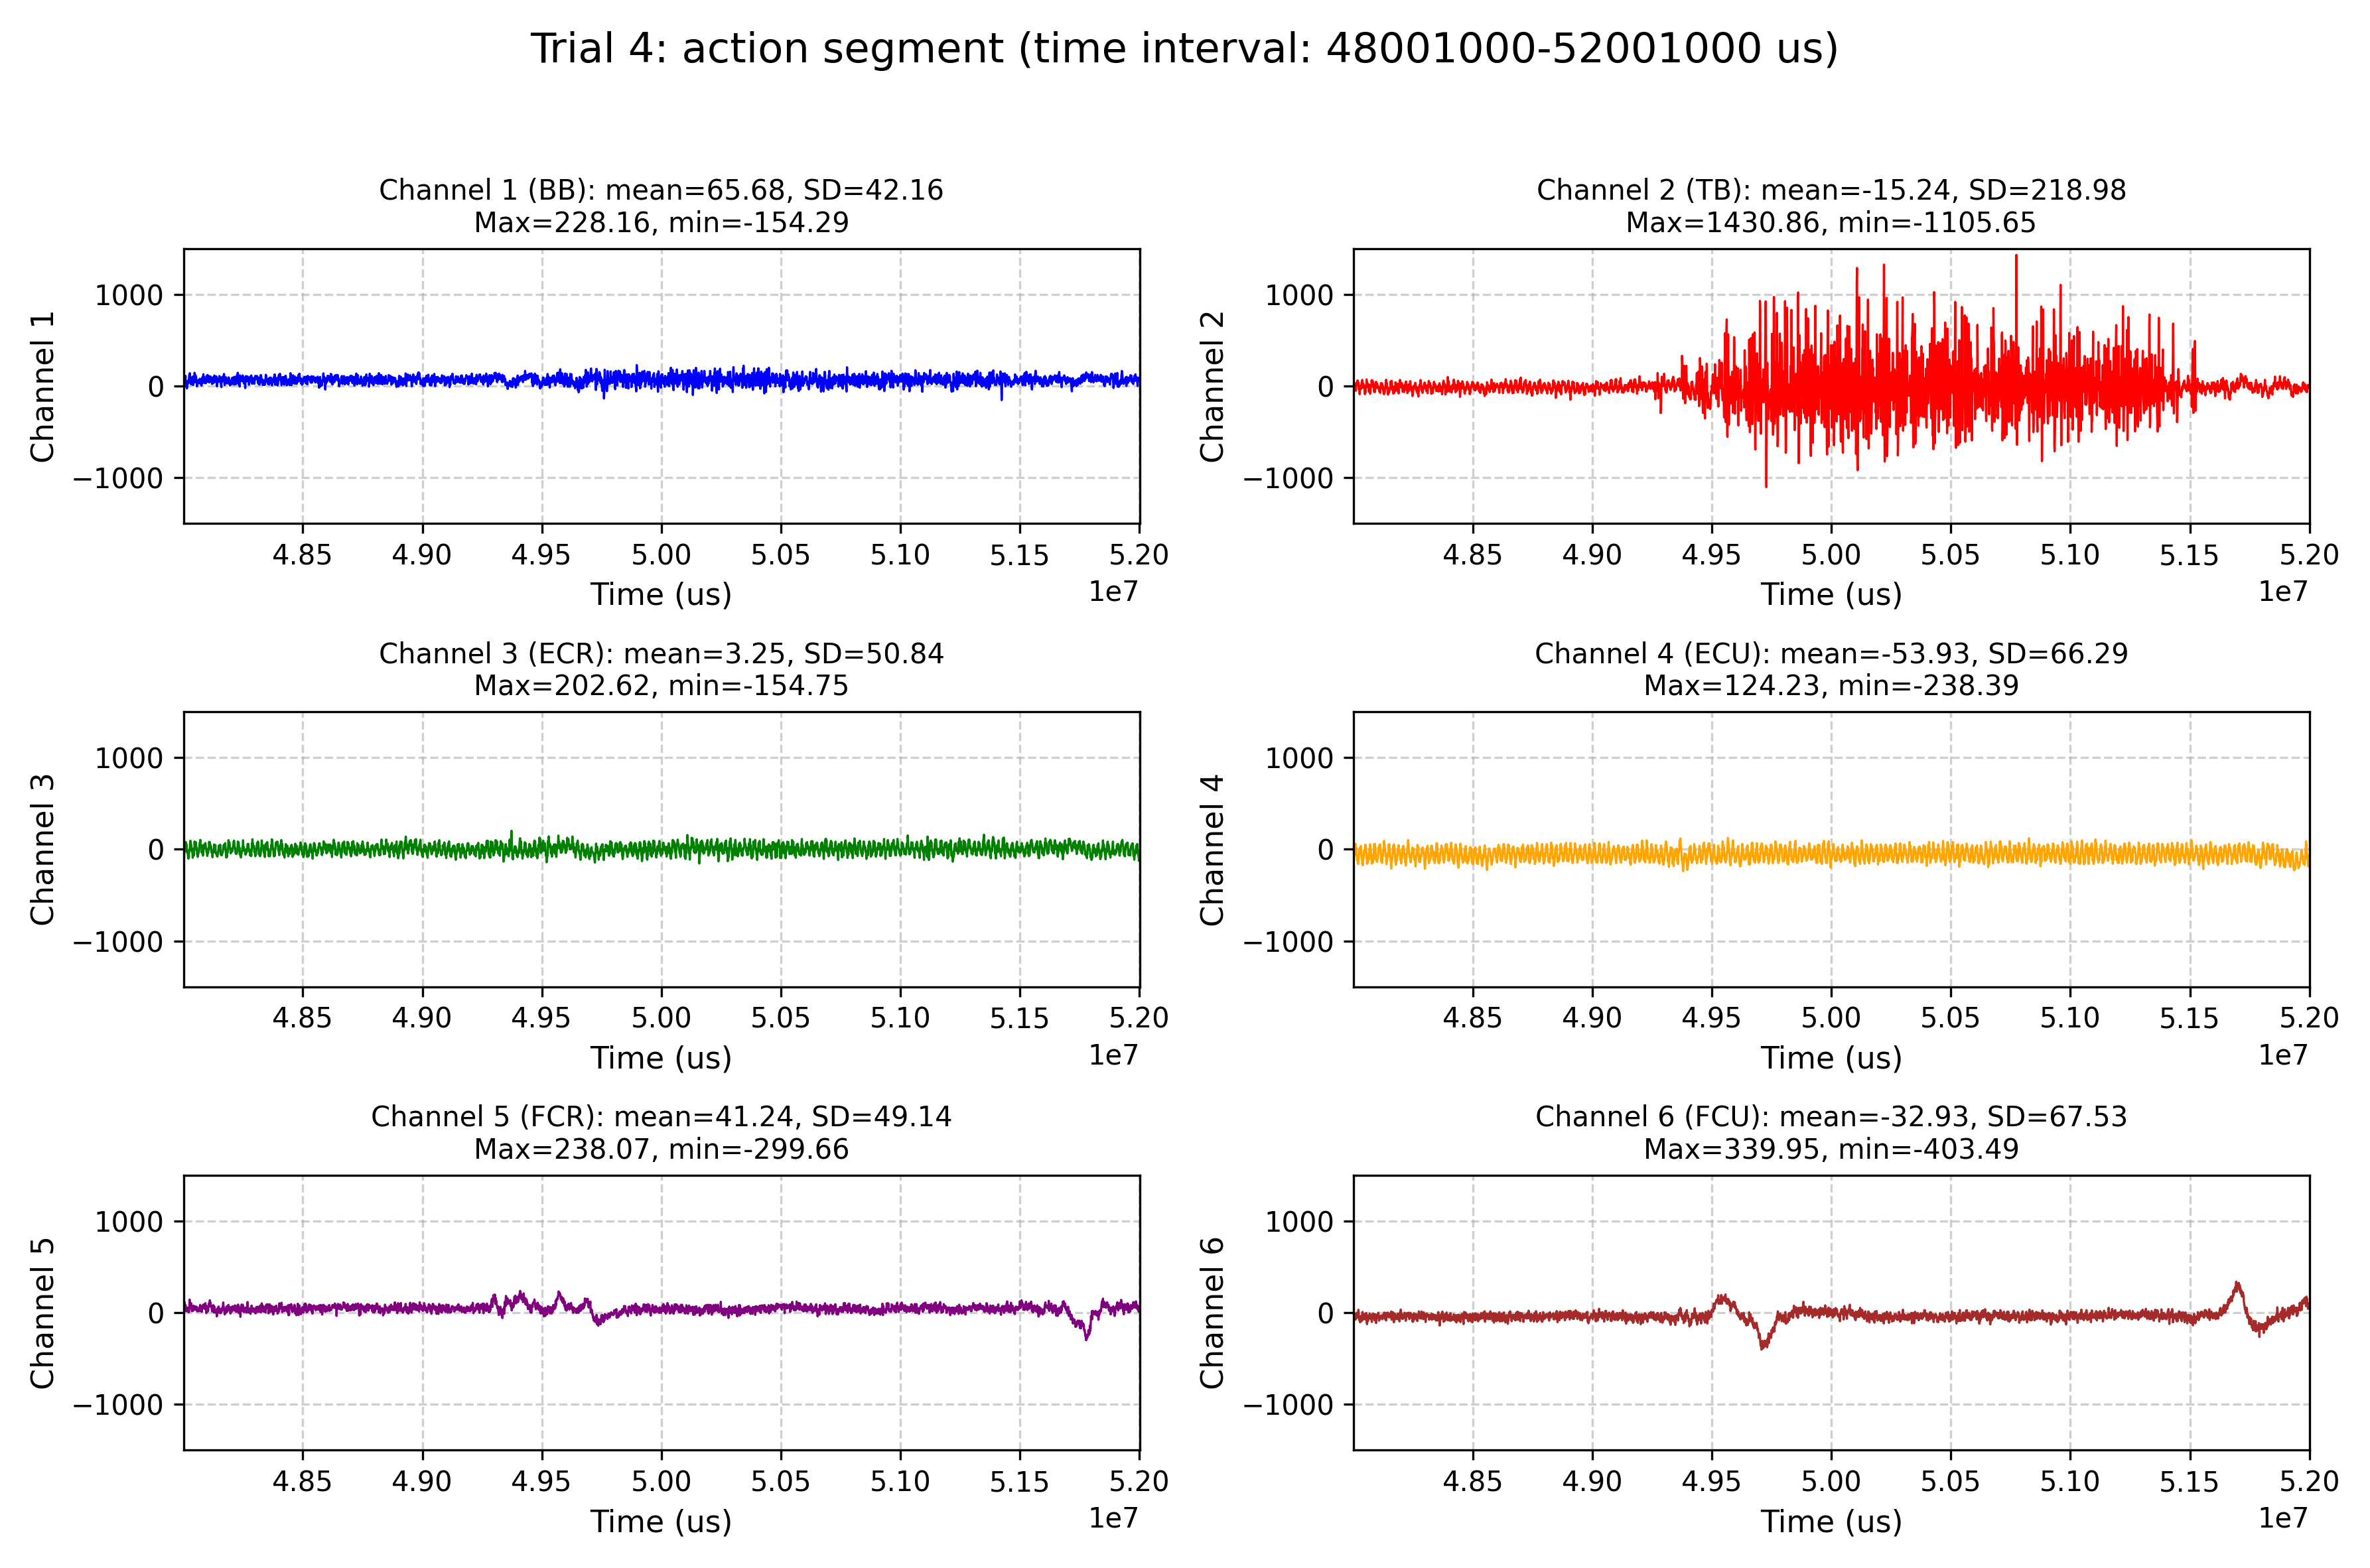 Trial 4: action segment (time interval: 48001000-52001000 us)
Channel 1 (BB): mean=65.68, SD=42.16
Max=228.16, min=-154.29
Channel 1
1000
0
−1000
4.85 4.90 4.95 5.00 5.05 5.10 5.15 5.20
Time (us)
1e7
Channel 2 (TB): mean=-15.24, SD=218.98
Max=1430.86, min=-1105.65
Channel 2
1000
0
−1000
4.85 4.90 4.95 5.00 5.05 5.10 5.15 5.20
Time (us)
1e7
Channel 3 (ECR): mean=3.25, SD=50.84
Max=202.62, min=-154.75
Channel 3
1000
0
−1000
4.85 4.90 4.95 5.00 5.05 5.10 5.15 5.20
Time (us)
1e7
Channel 4 (ECU): mean=-53.93, SD=66.29
Max=124.23, min=-238.39
Channel 4
1000
0
−1000
4.85 4.90 4.95 5.00 5.05 5.10 5.15 5.20
Time (us)
1e7
Channel 5 (FCR): mean=41.24, SD=49.14
Max=238.07, min=-299.66
Channel 5
1000
0
−1000
4.85 4.90 4.95 5.00 5.05 5.10 5.15 5.20
Time (us)
1e7
Channel 6 (FCU): mean=-32.93, SD=67.53
Max=339.95, min=-403.49
Channel 6
1000
0
−1000
4.85 4.90 4.95 5.00 5.05 5.10 5.15 5.20
Time (us)
1e7